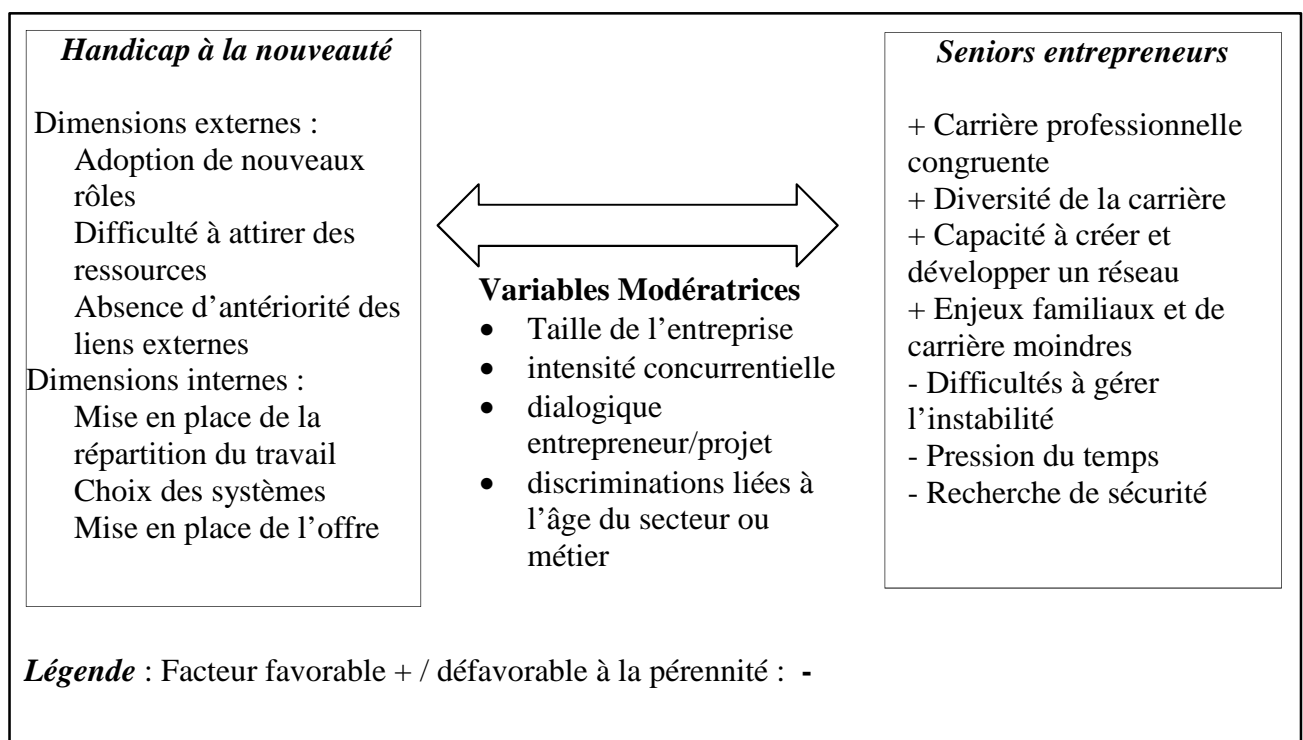 Handicap à la nouveauté
Dimensions externes :
Adoption de nouveaux
rôles
Difficulté à attirer des
ressources
Absence d’antériorité des
liens externes
Dimensions internes :
Mise en place de la
répartition du travail
Choix des systèmes
Mise en place de l’offre
Variables Modératrices
• Taille de l’entreprise
• intensité concurrentielle
• dialogique
entrepreneur/projet
• discriminations liées à
l’âge du secteur ou
métier
Seniors entrepreneurs
+ Carrière professionnelle
congruente
+ Diversité de la carrière
+ Capacité à créer et
développer un réseau
+ Enjeux familiaux et de
carrière moindres
- Difficultés à gérer
l’instabilité
- Pression du temps
- Recherche de sécurité
Légende : Facteur favorable + / défavorable à la pérennité : -